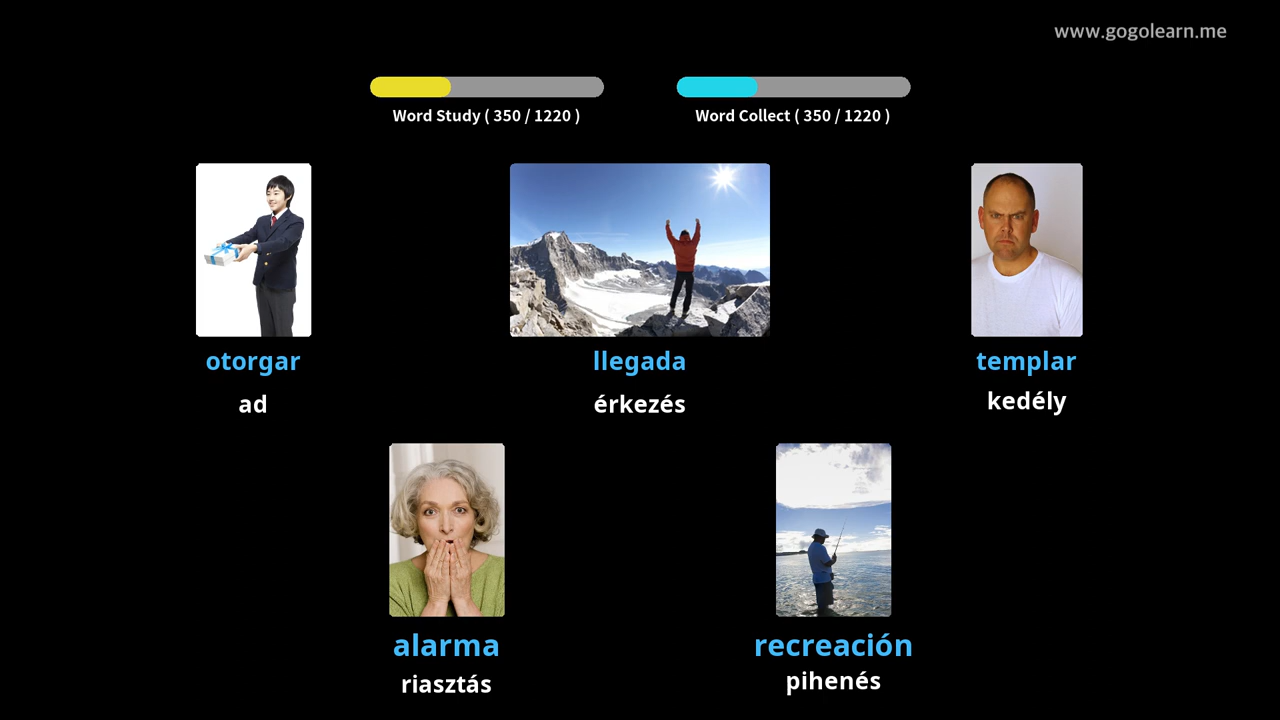 www.gogolearn.me
Word Study ( 350 / 1220 )
Word Collect ( 350 / 1220 )
otorgar
ad
llegada
érkezés
templar
kedély
alarma
riasztás
recreación
pihenés